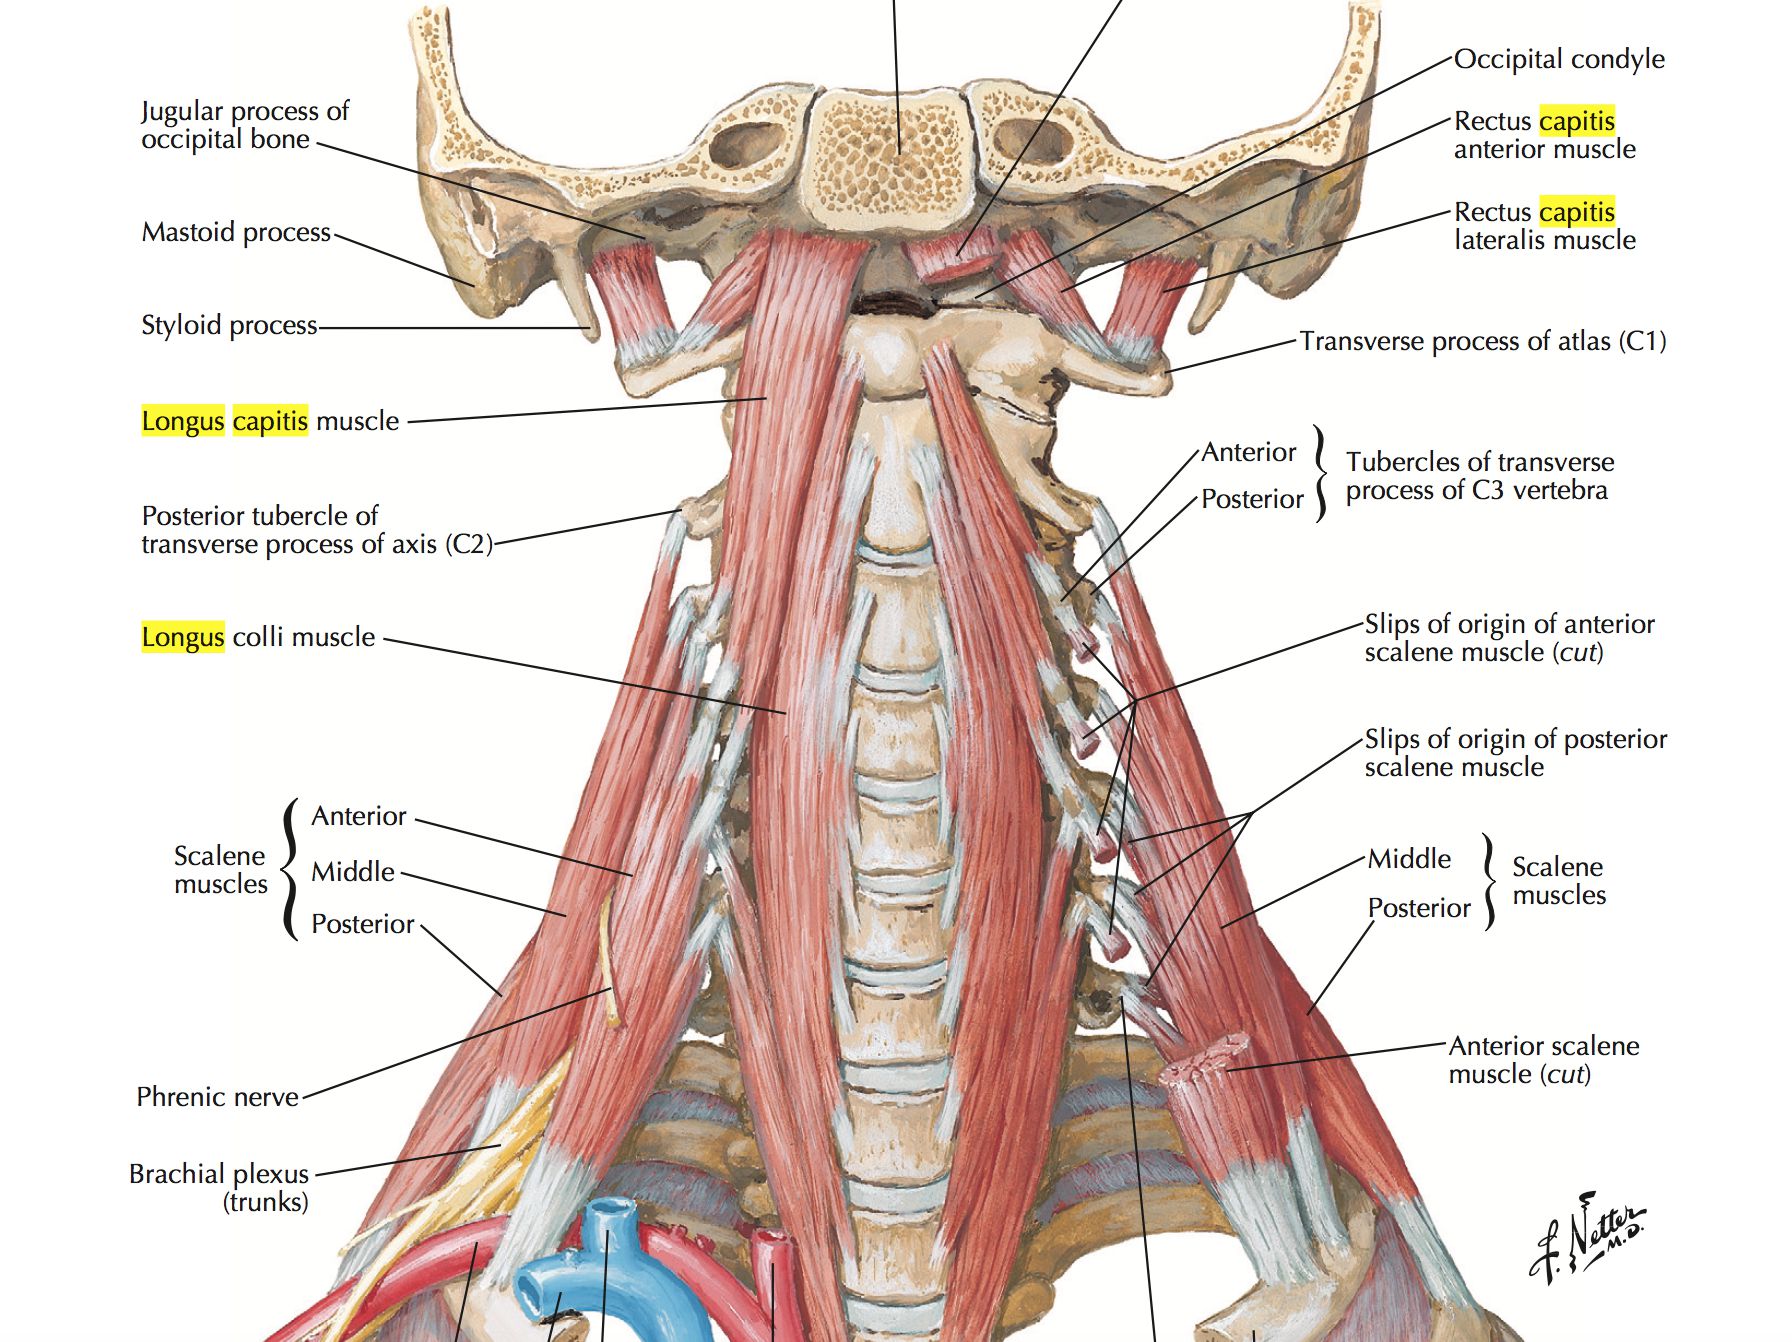 Jugular process of
occipital bone
Mastoid process
Styloid process
Longus capitis muscle
Posterior tubercle of
transverse process of axis (C2)
Longus colli muscle
Scalene
muscles
Anterior
Middle
Posterior
Phrenic nerve
Brachial plexus
(trunks)
Occipital condyle
Rectus capitis
anterior muscle
Rectus capitis
lateralis muscle
Transverse process of atlas (C1)
Anterior
Posterior
Tubercles of transverse
process of C3 vertebra
Slips of origin of anterior
scalene muscle (cut)
Slips of origin of posterior
scalene muscle
Middle
Posterior
Scalene
muscles
Anterior scalene
muscle (cut)
F. Netter
M.D.